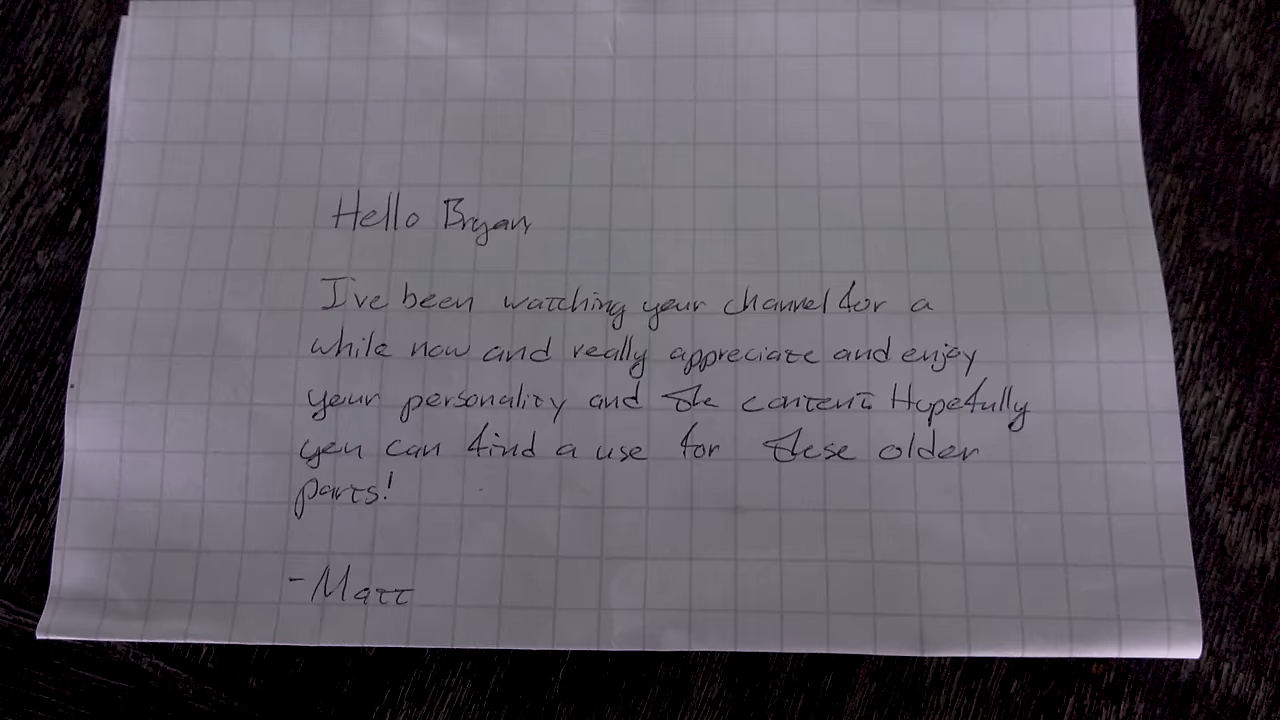 Hello Bryan
I've been watching your channel for a
while now and really appreciate and enjoy
your personality and the content Hopefully
you can find a use for these older
parts!
-Matt